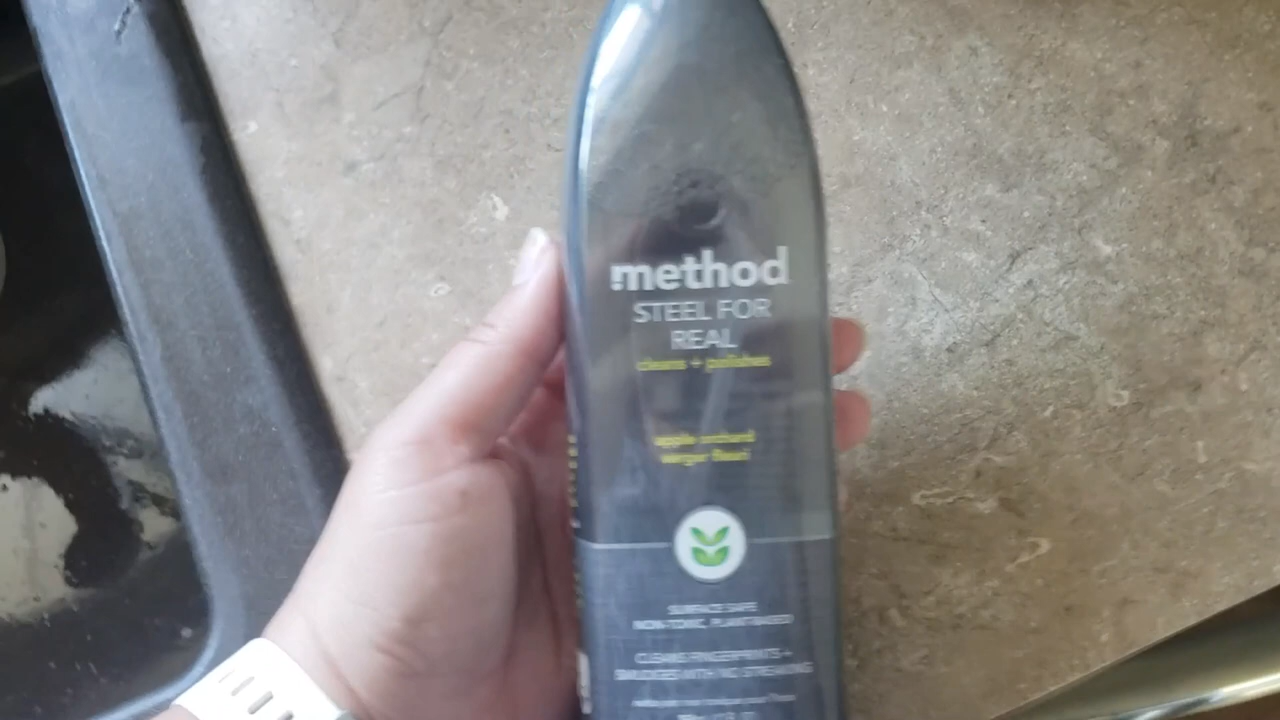 method
STEEL FOR
REAL
cleans + polishes
apple orchard
verger fleuri
SURFACE SAFE
NON-TOXIC, PLANT-BASED
CLEANS FINGERPRINTS +
SMUDGES WITH NO STREAKING